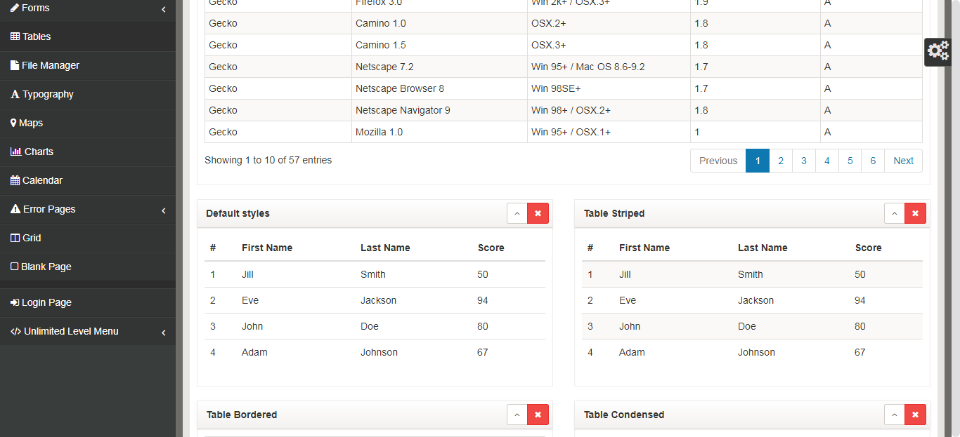 Forms
Tables
File Manager
Typography
Maps
Charts
Calendar
Error Pages
Grid
Blank Page
Login Page
Unlimited Level Menu
Gecko Firefox 3.0 Win 2k+ / OSX.3+ 1.9 A
Gecko Camino 1.0 OSX.2+ 1.8 A
Gecko Camino 1.5 OSX.3+ 1.8 A
Gecko Netscape 7.2 Win 95+ / Mac OS 8.6-9.2 1.7 A
Gecko Netscape Browser 8 Win 98SE+ 1.7 A
Gecko Netscape Navigator 9 Win 98+ / OSX.2+ 1.8 A
Gecko Mozilla 1.0 Win 95+ / OSX.1+ 1 A
Showing 1 to 10 of 57 entries Previous 1 2 3 4 5 6 Next
Default styles
# First Name Last Name Score
1 Jill Smith 50
2 Eve Jackson 94
3 John Doe 80
4 Adam Johnson 67
Table Striped
# First Name Last Name Score
1 Jill Smith 50
2 Eve Jackson 94
3 John Doe 80
4 Adam Johnson 67
Table Bordered
Table Condensed